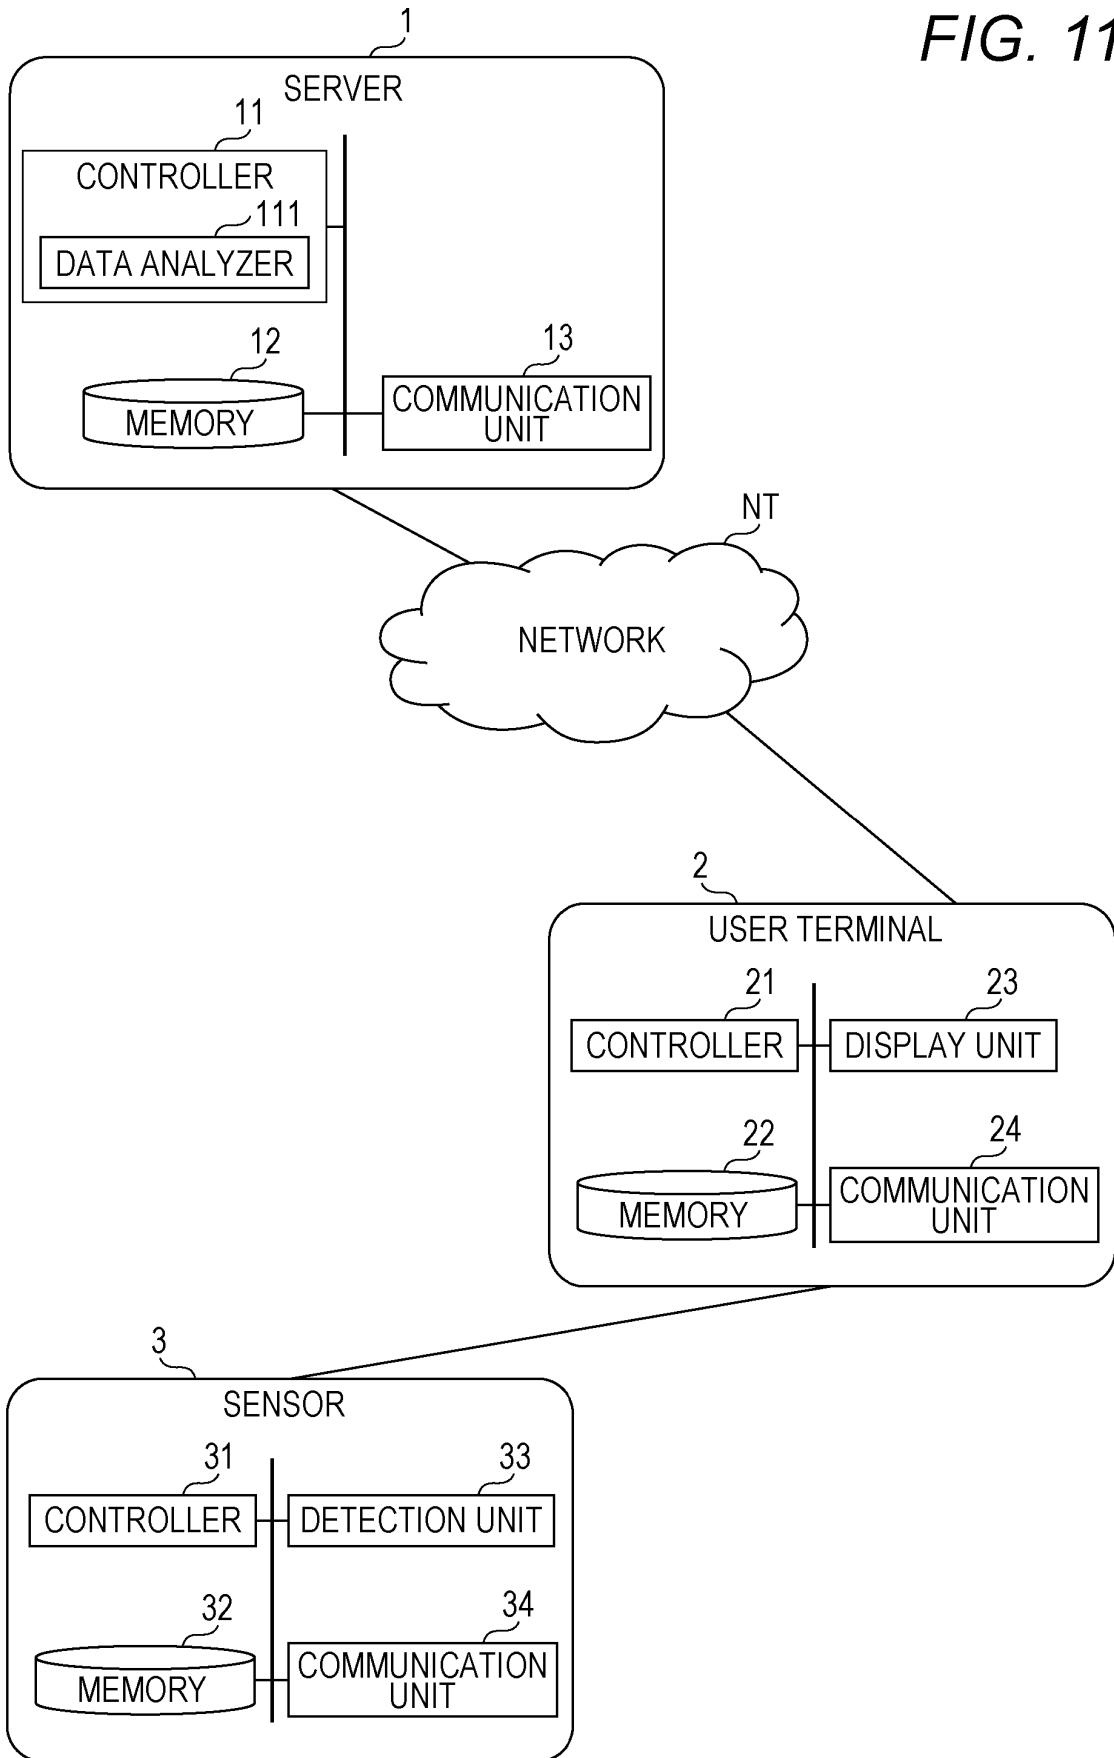 FIG. 11
1
SERVER
11
CONTROLLER
111
DATA ANALYZER
12
MEMORY
13
COMMUNICATION
UNIT
NT
NETWORK
2
USER TERMINAL
21
CONTROLLER
23
DISPLAY UNIT
22
MEMORY
24
COMMUNICATION
UNIT
3
SENSOR
31
CONTROLLER
33
DETECTION UNIT
32
MEMORY
34
COMMUNICATION
UNIT